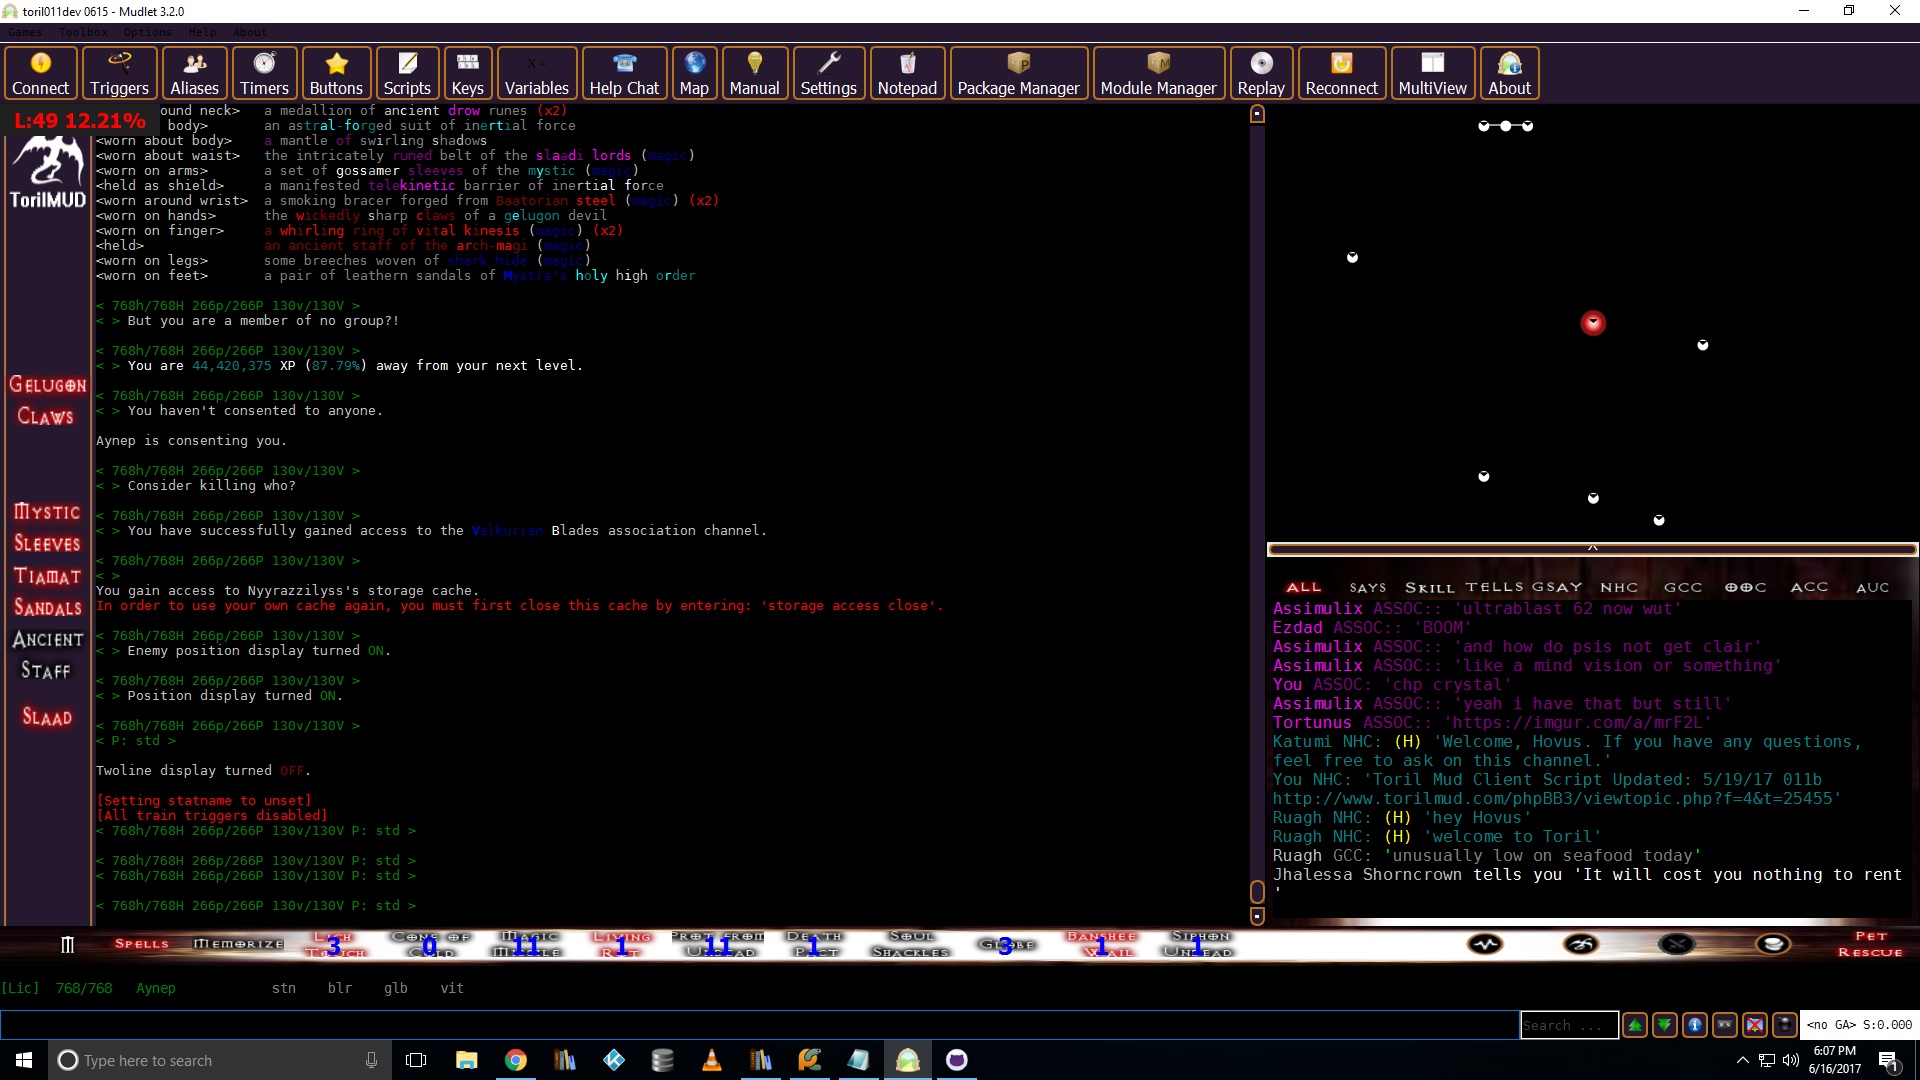 toril011dev 0615 - Mudlet 3.2.0
Games Toolbox Options Help About
Connect Triggers Aliases Timers Buttons Scripts Keys Variables Help Chat Map Manual Settings Notepad Package Manager Module Manager Replay Reconnect MultiView About
L:49 12.21%
ound neck> a medallion of ancient drow runes (x2)
body> an astral-forged suit of inertial force
<worn about body> a mantle of swirling shadows
<worn about waist> the intricately runed belt of the slaadi lords (magic)
<worn on arms> a set of gossamer sleeves of the mystic (magic)
<held as shield> a manifested telekinetic barrier of inertial force
<worn around wrist> a smoking bracer forged from Baatorian steel (magic) (x2)
<worn on hands> the wickedly sharp claws of a gelugon devil
<worn on finger> a whirling ring of vital kinesis (magic) (x2)
<held> an ancient staff of the arch-magi (magic)
<worn on legs> some breeches woven of shark hide (magic)
<worn on feet> a pair of leathern sandals of Mystra's holy high order
< 768h/768H 266p/266P 130v/130V >
< > But you are a member of no group?!
< 768h/768H 266p/266P 130v/130V >
< > You are 44,420,375 XP (87.79%) away from your next level.
< 768h/768H 266p/266P 130v/130V >
< > You haven't consented to anyone.
Aynep is consenting you.
< 768h/768H 266p/266P 130v/130V >
< > Consider killing who?
< 768h/768H 266p/266P 130v/130V >
< > You have successfully gained access to the Valkurian Blades association channel.
< 768h/768H 266p/266P 130v/130V >
< >
You gain access to Nyyrazzilyss's storage cache.
In order to use your own cache again, you must first close this cache by entering: 'storage access close'.
< 768h/768H 266p/266P 130v/130V >
< > Enemy position display turned ON.
< 768h/768H 266p/266P 130v/130V >
< > Position display turned ON.
< 768h/768H 266p/266P 130v/130V >
< P: std >
Twoline display turned OFF.
[Setting statname to unset]
[All train triggers disabled]
< 768h/768H 266p/266P 130v/130V P: std >
< 768h/768H 266p/266P 130v/130V P: std >
< 768h/768H 266p/266P 130v/130V P: std >
< 768h/768H 266p/266P 130v/130V P: std >
TorilMUD
Gelugon
Claws
Mystic
Sleeves
Tiamat
Sandals
Ancient
Staff
Slaad
ALL SAYS SKILL TELLS GSAY NHC GCC OOC ACC AUC
Assimulix ASSOC:: 'ultrablast 62 now wut'
Ezdad ASSOC:: 'BOOM'
Assimulix ASSOC:: 'and how do psis not get clair'
Assimulix ASSOC:: 'like a mind vision or something'
You ASSOC: 'chp crystal'
Assimulix ASSOC:: 'yeah i have that but still'
Tortunus ASSOC:: 'https://imgur.com/a/mrF2L'
Katumi NHC: (H) 'Welcome, Hovus. If you have any questions,
feel free to ask on this channel.'
You NHC: 'Toril Mud Client Script Updated: 5/19/17 011b
http://www.torilmud.com/phpBB3/viewtopic.php?f=4&t=25455'
Ruagh NHC: (H) 'hey Hovus'
Ruagh NHC: (H) 'welcome to Toril'
Ruagh GCC: 'unusually low on seafood today'
Jhalessa Shorncrown tells you 'It will cost you nothing to rent
'
Spells Memorize Lich Touch 3 Cone of Cold 0 Magic Missile 11 Living Rot 1 Prot From Undead 11 Death Pact 1 Soul Shackles Globe 3 Banshee Wail 1 Siphon Undead 1 Pet Rescue
[Lic] 768/768 Aynep stn blr glb vit
Search ... <no GA> S:0.000
Type here to search
6:07 PM
6/16/2017
1